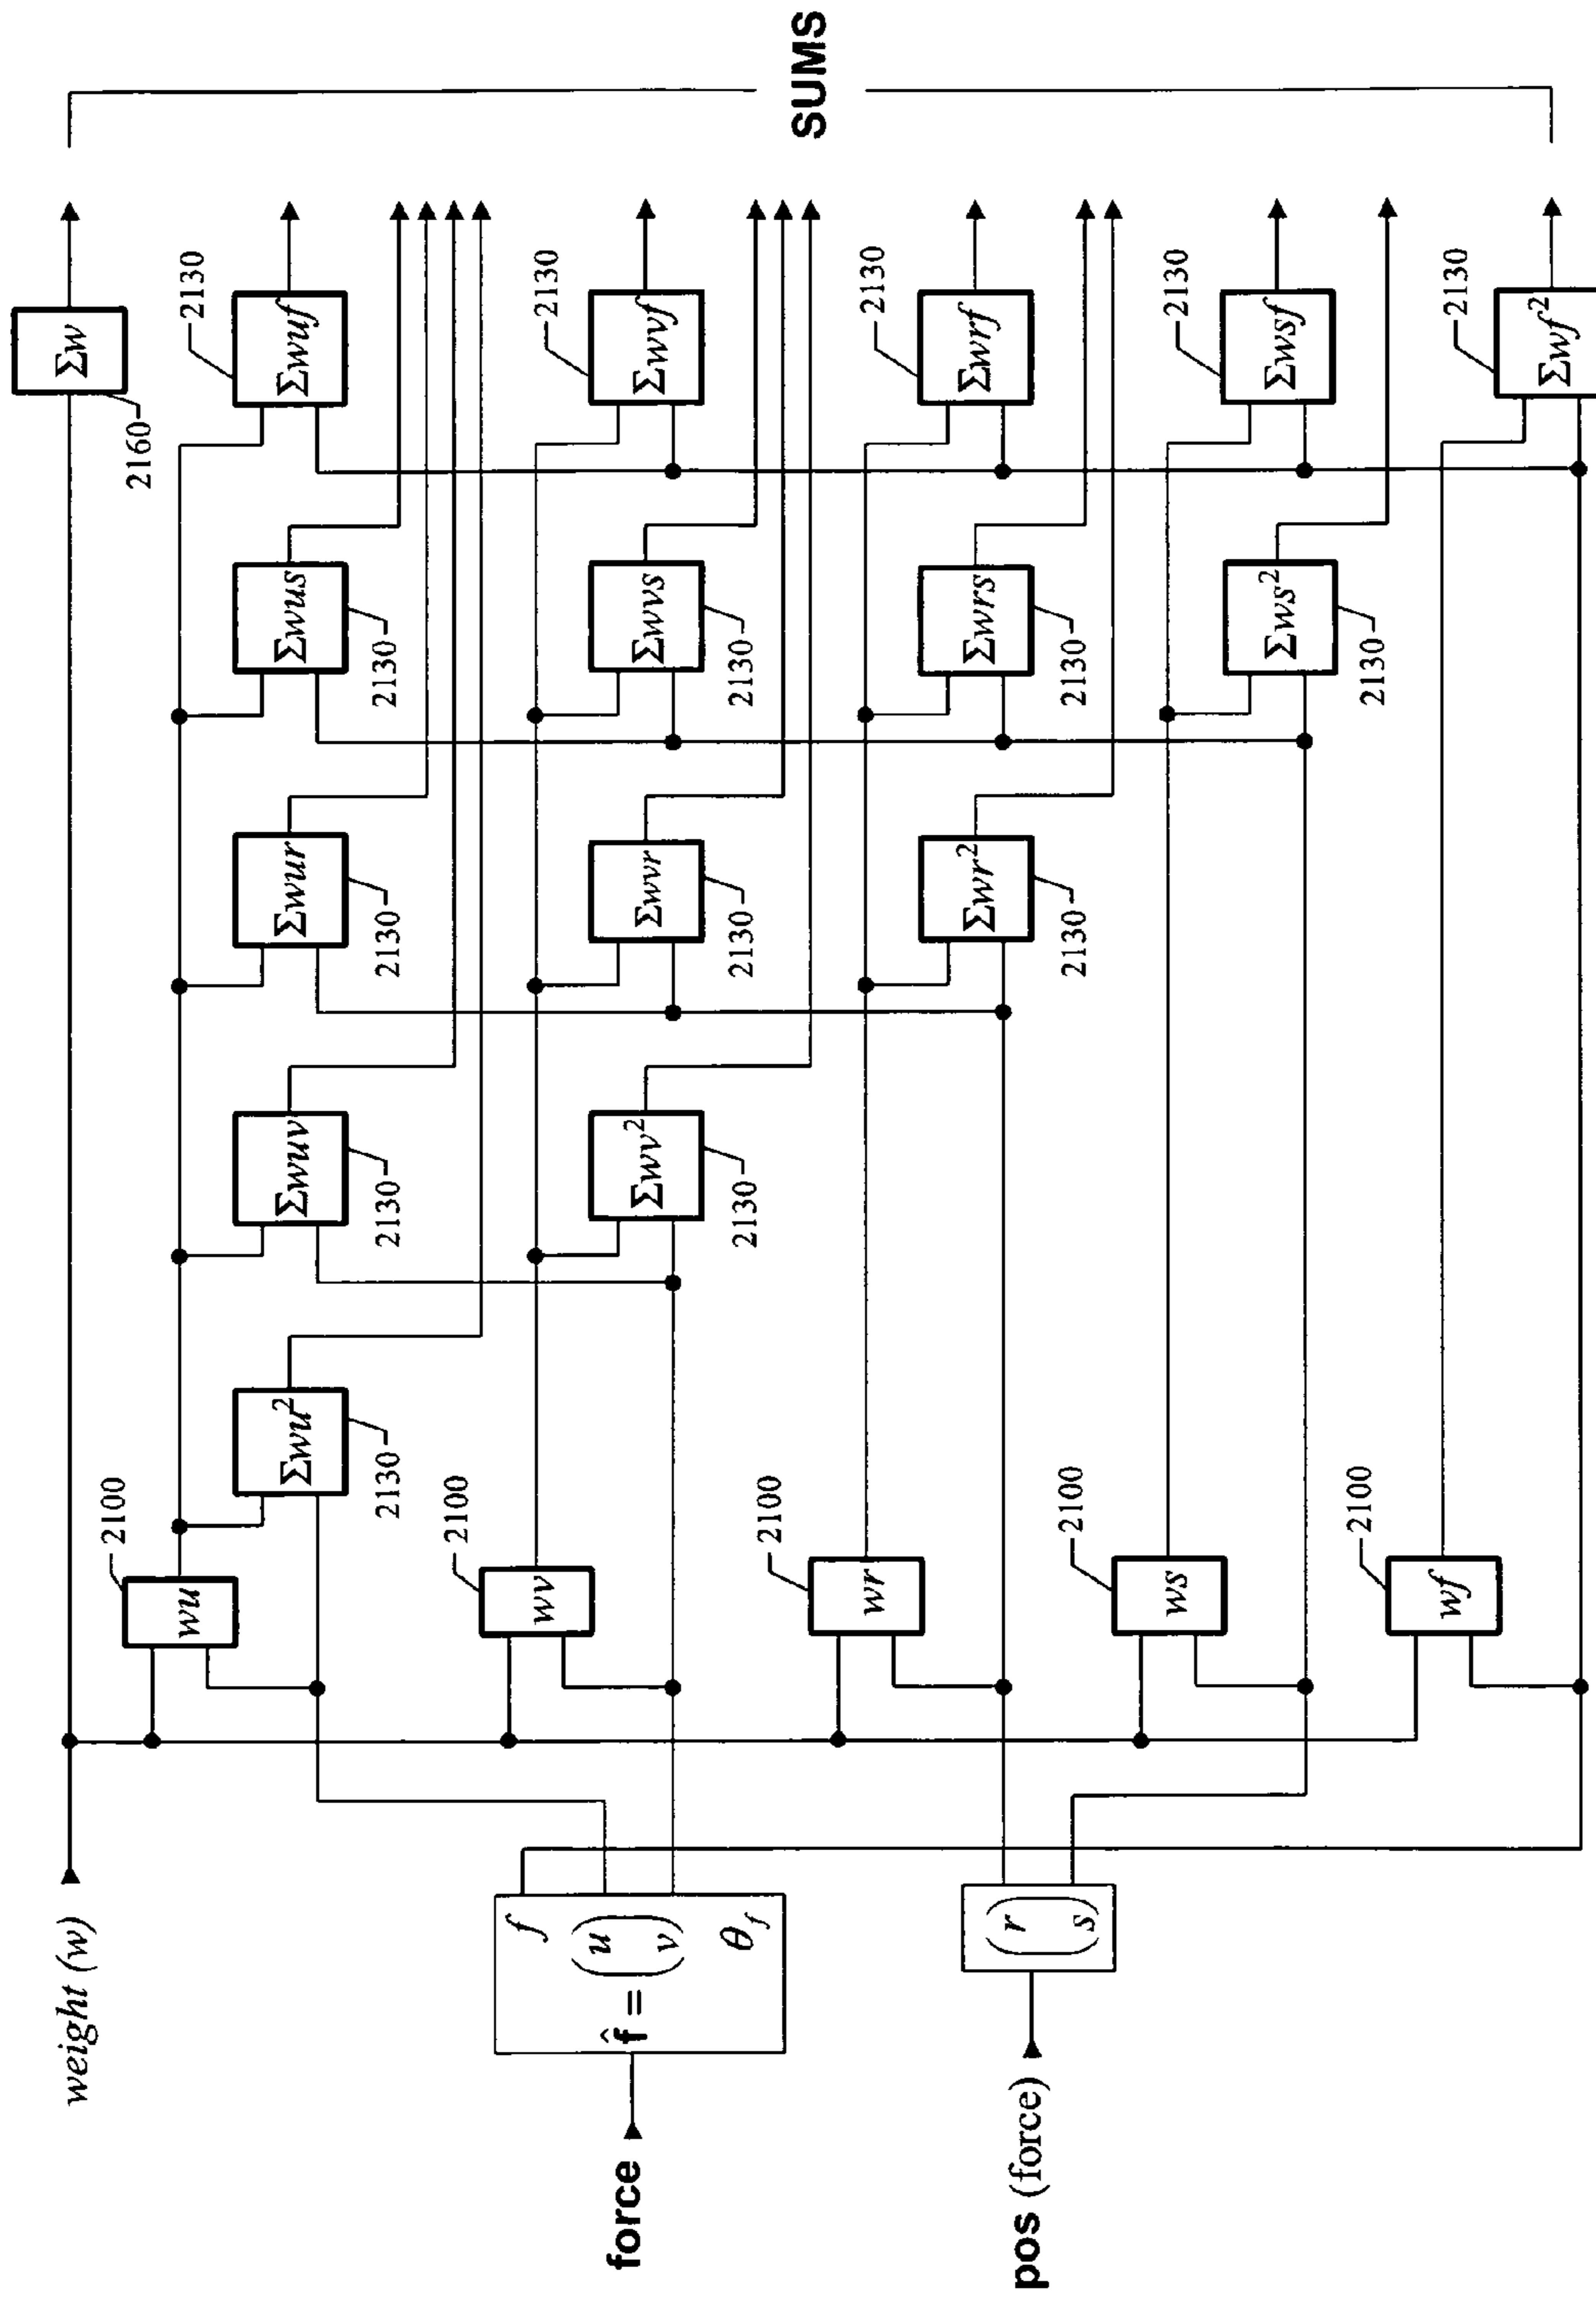 weight (w)
Σw
2160
SUMS
2100
wu
Σwu²
2130
Σwuv
2130
Σwur
2130
Σwus
2130
Σwuf
2130
force
f̂ =
f
(u
v)
θf
2100
wv
Σwv²
2130
Σwvr
2130
Σwvs
2130
Σwvf
2130
pos (force)
(r
s)
2100
wr
Σwr²
2130
Σwrs
2130
Σwrf
2130
2100
ws
Σws²
2130
Σwsf
2130
2100
wf
Σwf²
2130